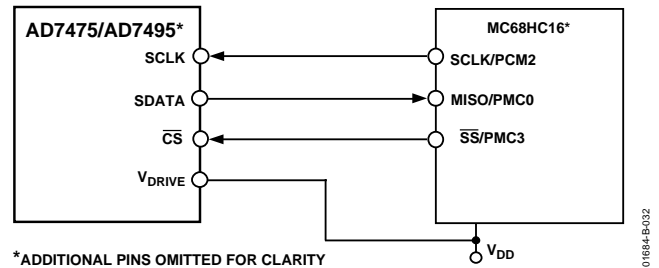 AD7475/AD7495*
MC68HC16*
SCLK
SCLK/PCM2
SDATA
MISO/PMC0
CS
SS/PMC3
VDRIVE
VDD
*ADDITIONAL PINS OMITTED FOR CLARITY
01684-B-032